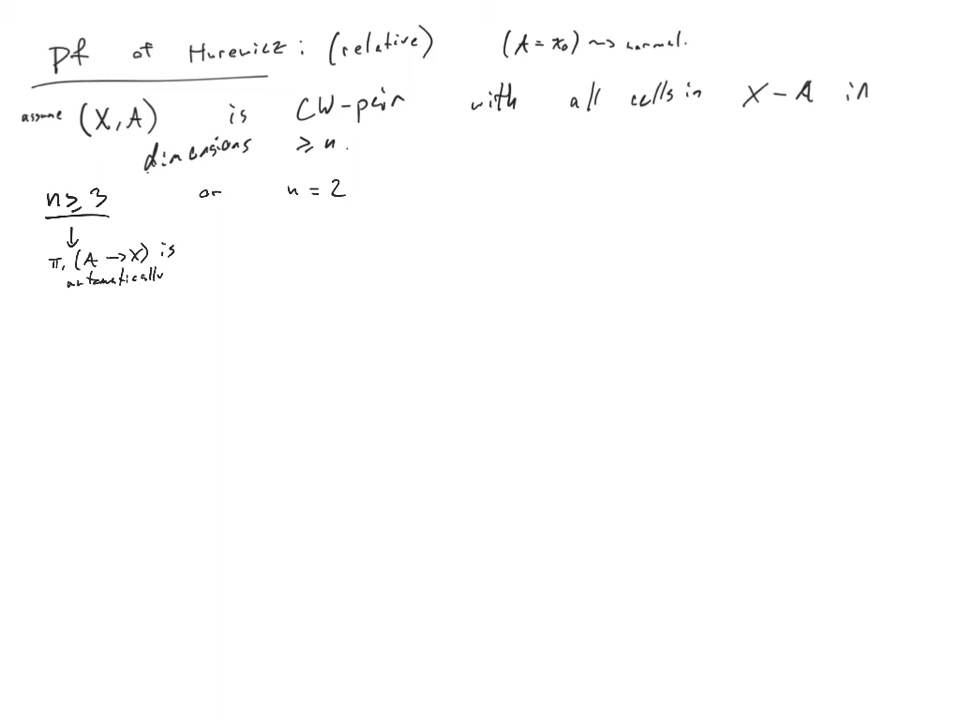 Pf of Hurewicz: (relative) (A = x₀) ⇝ normal.
assume (X, A) is CW-pair with all cells in X - A in
dimensions ≥ n.
n ≥ 3 or n = 2
↓
π₁(A → X) is
automatically